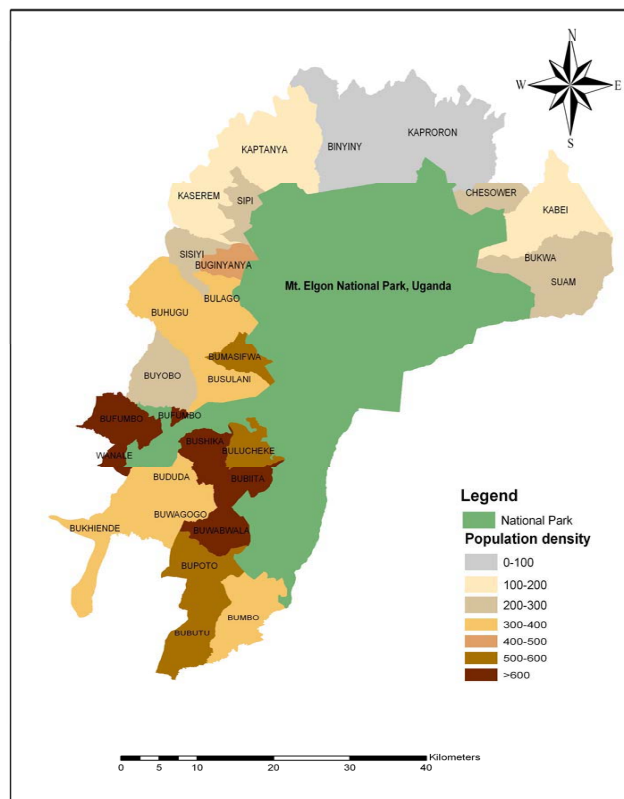 N
W E
S
KAPTANYA
BINYINY
KAPRORON
KASEREM
SIPI
CHESOWER
KABEI
SISIYI
BUGINYANYA
BUKWA
SUAM
Mt. Elgon National Park, Uganda
BULAGO
BUHUGU
BUMASIFWA
BUYOBO
BUSULANI
BUFUMBO
BUFUMBO
WANALE
BUSHIKA
BULUCHEKE
BUDUDA
BUBIITA
BUWAGOGO
BUKHIENDE
BUWABWALA
BUPOTO
BUMBO
BUBUTU
Legend
National Park
Population density
0-100
100-200
200-300
300-400
400-500
500-600
>600
Kilometers
0 5 10 20 30 40